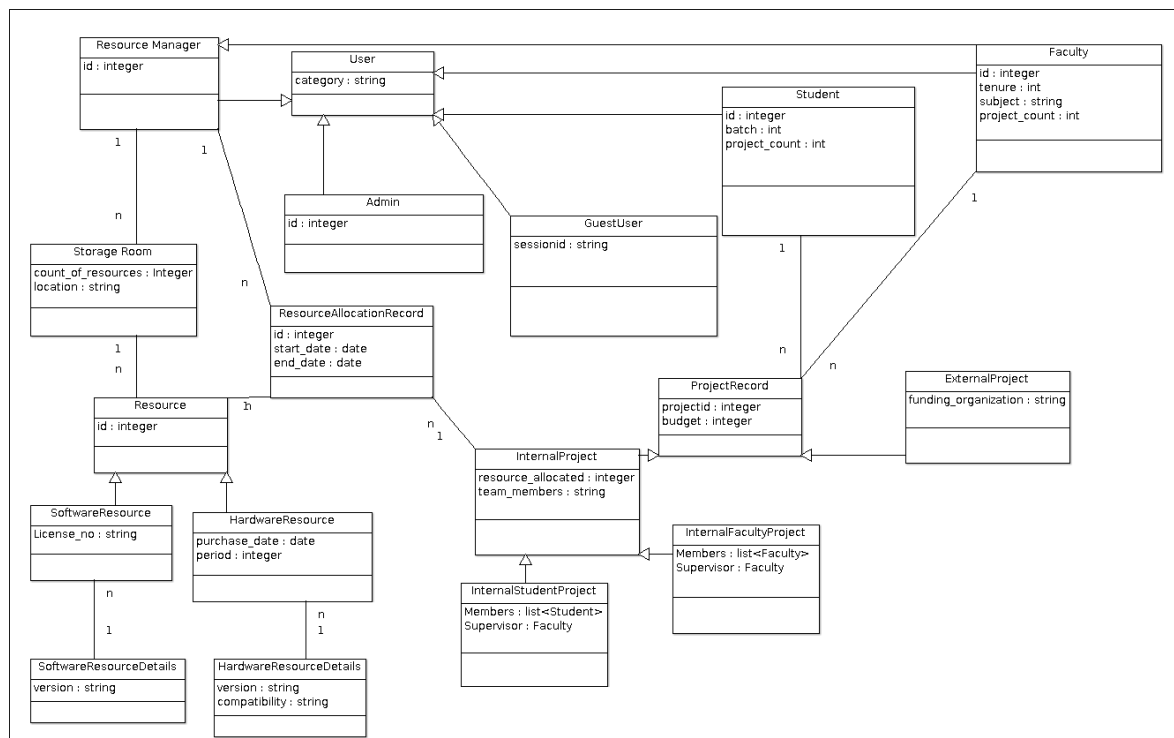 Resource Manager
id : integer
User
category : string
Faculty
id : integer
tenure : int
subject : string
project_count : int
Student
id : integer
batch : int
project_count : int
1
1
Admin
id : integer
GuestUser
sessionid : string
1
1
n
n
Storage Room
count_of_resources : Integer
location : string
ResourceAllocationRecord
id : integer
start_date : date
end_date : date
1
n
n
n
Resource
id : integer
1
n
n
1
ProjectRecord
projectid : integer
budget : integer
ExternalProject
funding_organization : string
InternalProject
resource_allocated : integer
team_members : string
SoftwareResource
License_no : string
HardwareResource
purchase_date : date
period : integer
InternalFacultyProject
Members : list<Faculty>
Supervisor : Faculty
InternalStudentProject
Members : list<Student>
Supervisor : Faculty
n
1
n
1
SoftwareResourceDetails
version : string
HardwareResourceDetails
version : string
compatibility : string